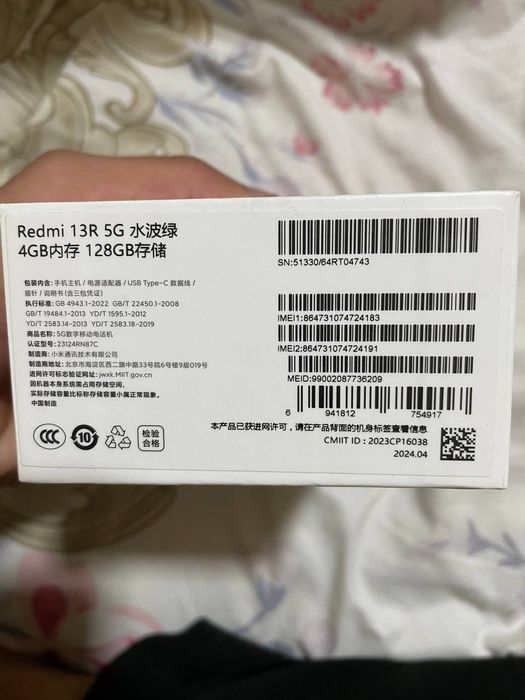 Redmi 13R 5G 水波绿
4GB内存 128GB存储
包装内含: 手机主机 / 电源适配器 / USB Type-C 数据线 /
插针 / 说明书(含三包凭证)
执行标准: GB 4943.1-2022 GB/T 22450.1-2008
GB/T 19484.1-2013 YD/T 1595.1-2012
YD/T 2583.14-2013 YD/T 2583.18-2019
商品名称: 5G数字移动电话机
认证型号: 23124RN87C
制造商: 小米通讯技术有限公司
制造商地址: 北京市海淀区西二旗中路33号院6号楼9层019号
进网许可标志验证网址: jwxk.MIIT.gov.cn
因机器本身系统需占用存储空间,
实际存储容量比标称存储容量小属正常现象。
中国制造
CCC
10
检验
合格
SN:51330/64RT04743
IMEI1:864731074724183
IMEI2:864731074724191
MEID:99002087736209
6 941812 754917
本产品已获进网许可，请在产品背面的机身标签查看信息
CMIIT ID : 2023CP16038
2024.04